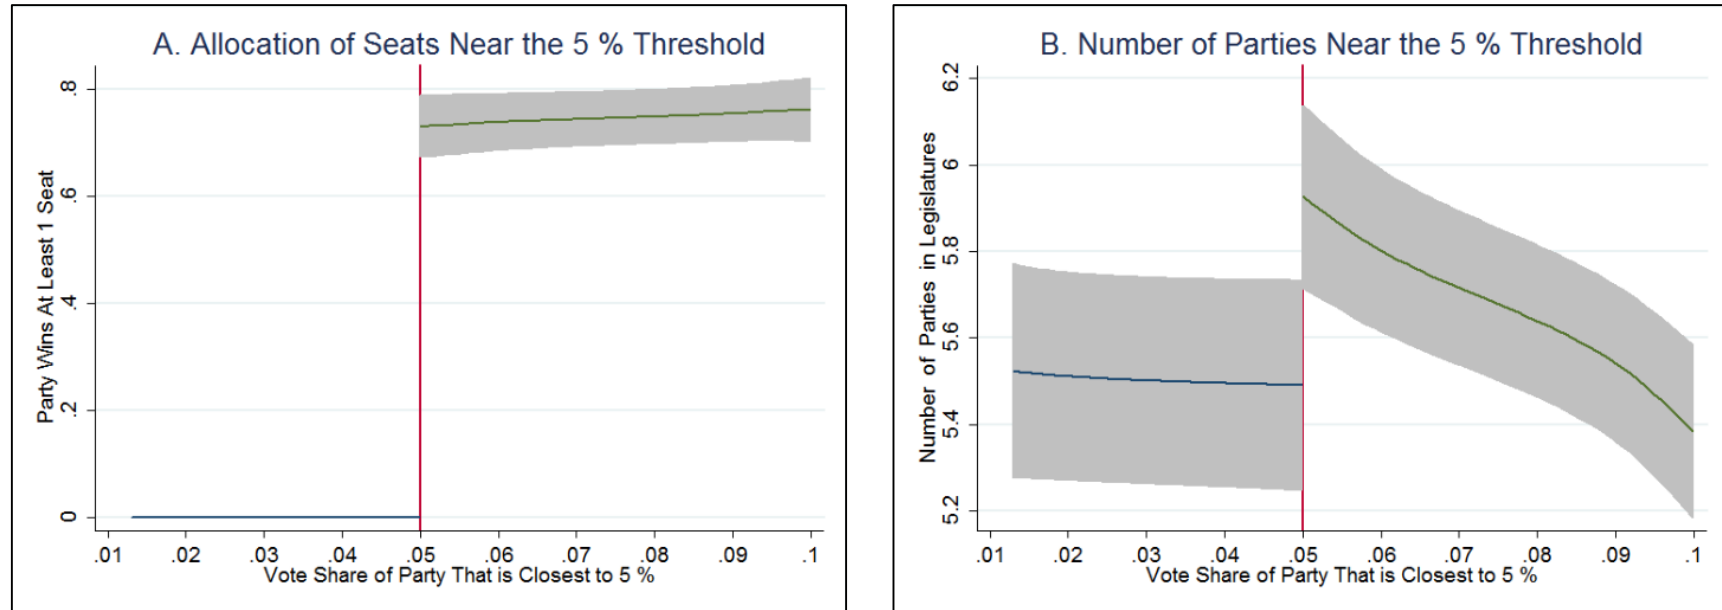 A. Allocation of Seats Near the 5 % Threshold
Party Wins At Least 1 Seat
.8
.6
.4
.2
0
.01 .02 .03 .04 .05 .06 .07 .08 .09 .1
Vote Share of Party That is Closest to 5 %
B. Number of Parties Near the 5 % Threshold
Number of Parties in Legislatures
6.2
6
5.8
5.6
5.4
5.2
.01 .02 .03 .04 .05 .06 .07 .08 .09 .1
Vote Share of Party That is Closest to 5 %